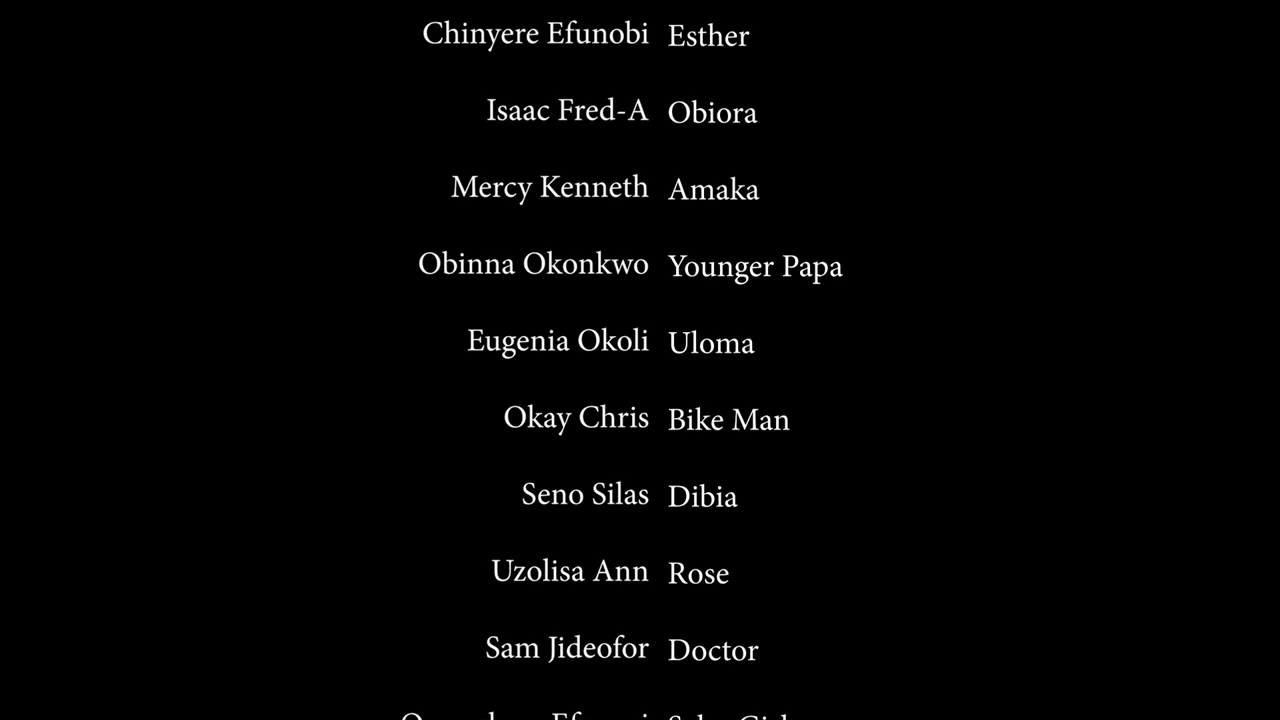 Chinyere Efunobi Esther
Isaac Fred-A Obiora
Mercy Kenneth Amaka
Obinna Okonkwo Younger Papa
Eugenia Okoli Uloma
Okay Chris Bike Man
Seno Silas Dibia
Uzolisa Ann Rose
Sam Jideofor Doctor